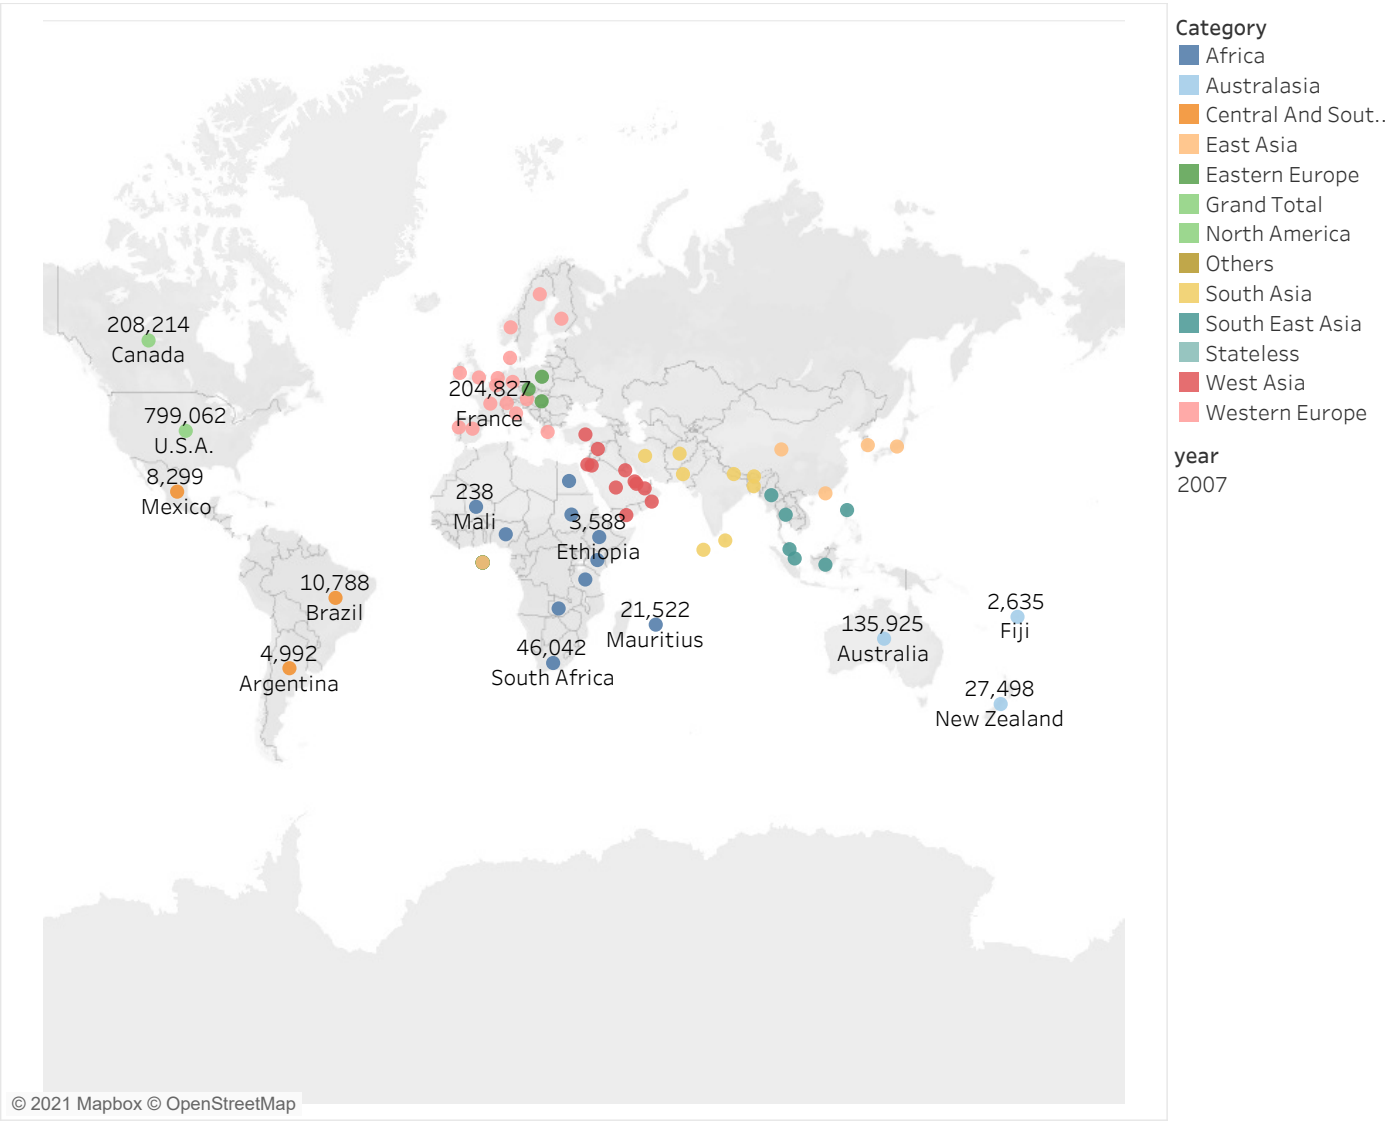 208,214
Canada
799,062
U.S.A.
8,299
Mexico
10,788
Brazil
4,992
Argentina
204,827
France
238
Mali
3,588
Ethiopia
21,522
Mauritius
46,042
South Africa
135,925
Australia
2,635
Fiji
27,498
New Zealand
© 2021 Mapbox © OpenStreetMap
Category
Africa
Australasia
Central And Sout..
East Asia
Eastern Europe
Grand Total
North America
Others
South Asia
South East Asia
Stateless
West Asia
Western Europe
year
2007